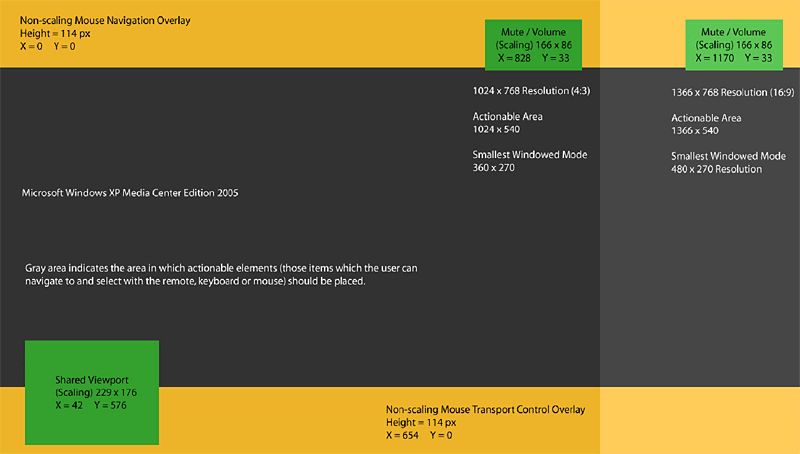 Non-scaling Mouse Navigation Overlay
Height = 114 px
X = 0 Y = 0
Mute / Volume
(Scaling) 166 x 86
X = 828 Y = 33
Mute / Volume
(Scaling) 166 x 86
X = 1170 Y = 33
1024 x 768 Resolution (4:3)
Actionable Area
1024 x 540
Smallest Windowed Mode
360 x 270
1366 x 768 Resolution (16:9)
Actionable Area
1366 x 540
Smallest Windowed Mode
480 x 270 Resolution
Microsoft Windows XP Media Center Edition 2005
Gray area indicates the area in which actionable elements (those items which the user can
navigate to and select with the remote, keyboard or mouse) should be placed.
Shared Viewport
(Scaling) 229 x 176
X = 42 Y = 576
Non-scaling Mouse Transport Control Overlay
Height = 114 px
X = 654 Y = 0